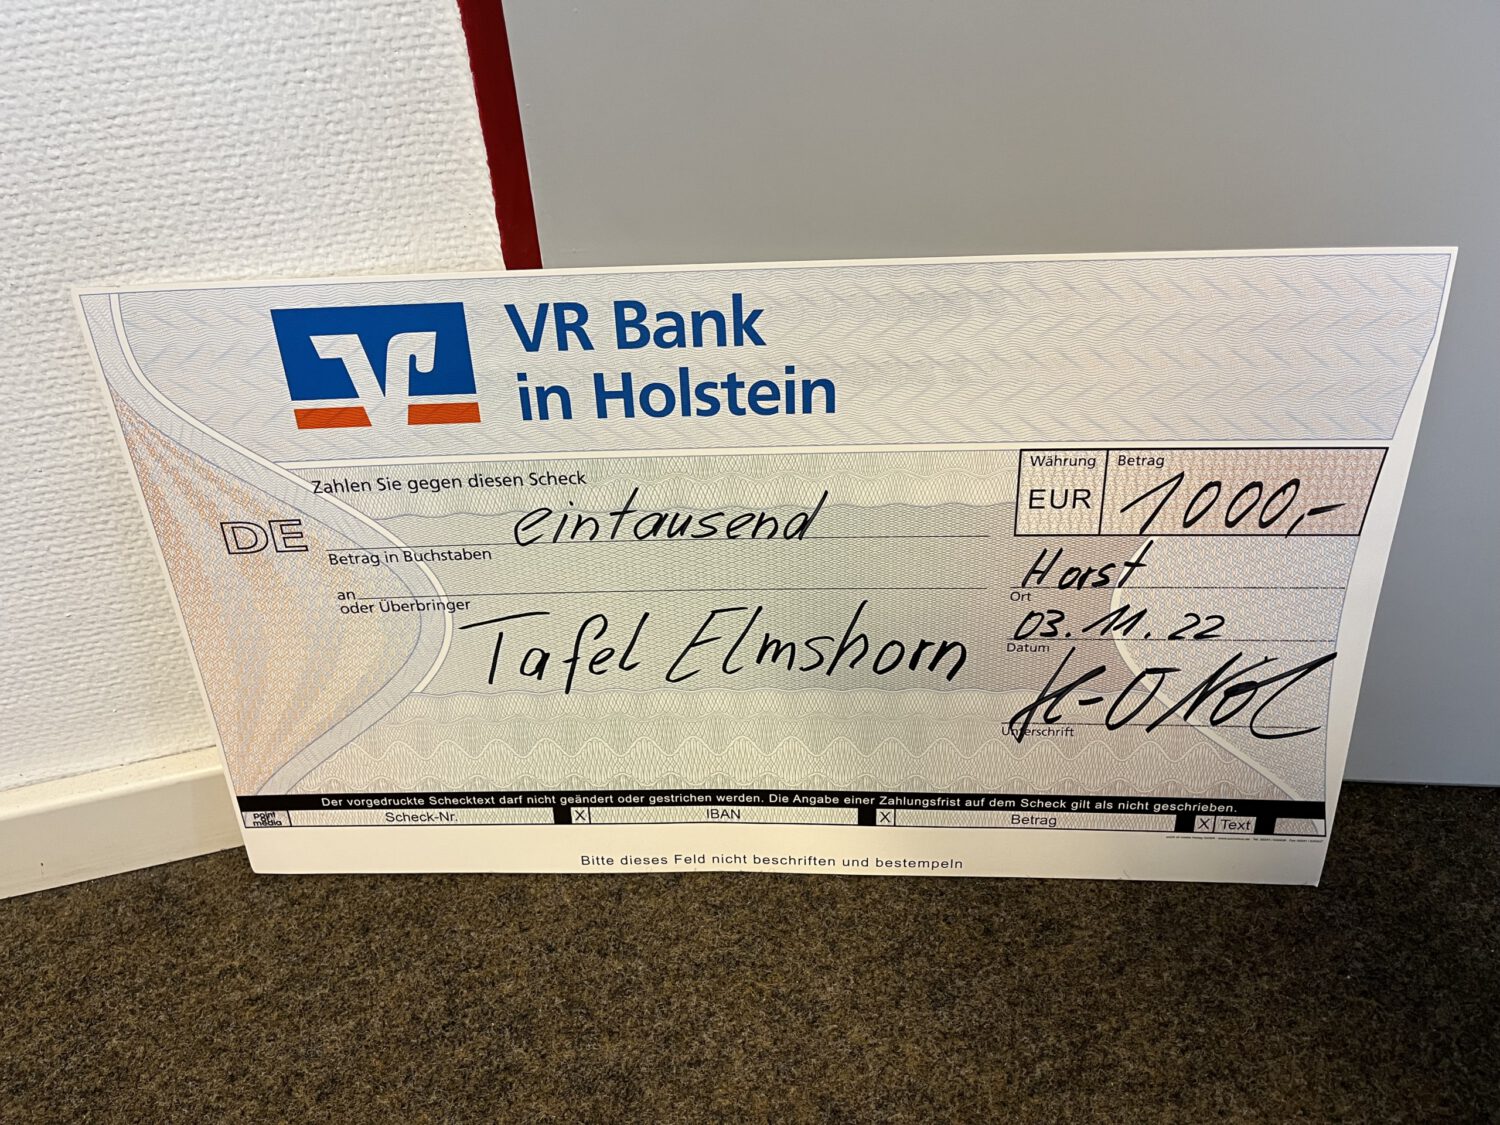 VR Bank
in Holstein
Zahlen Sie gegen diesen Scheck
Währung
Betrag
EUR
1000,-
eintausend
DE
Betrag in Buchstaben
Horst
Ort
an
oder Überbringer
Tafel Elmshorn
03.11.22
Datum
H-O Nöl
Unterschrift
Der vorgedruckte Schecktext darf nicht geändert oder gestrichen werden. Die Angabe einer Zahlungsfrist auf dem Scheck gilt als nicht geschrieben.
point media
Scheck-Nr. X IBAN X Betrag X Text
Bitte dieses Feld nicht beschriften und bestempeln